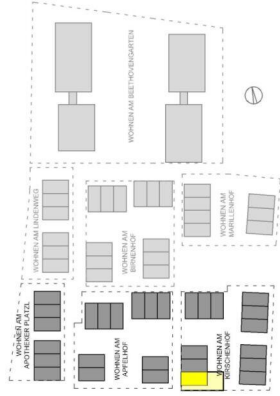 WOHNEN AM BEETHOVENGARTEN
WOHNEN AM LINDENWEG
WOHNEN AM
BIRNENHOF
WOHNEN AM
MARILLENHOF
WOHNEN AM
APOTHEKER PLATZL
WOHNEN AM
APFELHOF
WOHNEN AM
KIRSCHENHOF